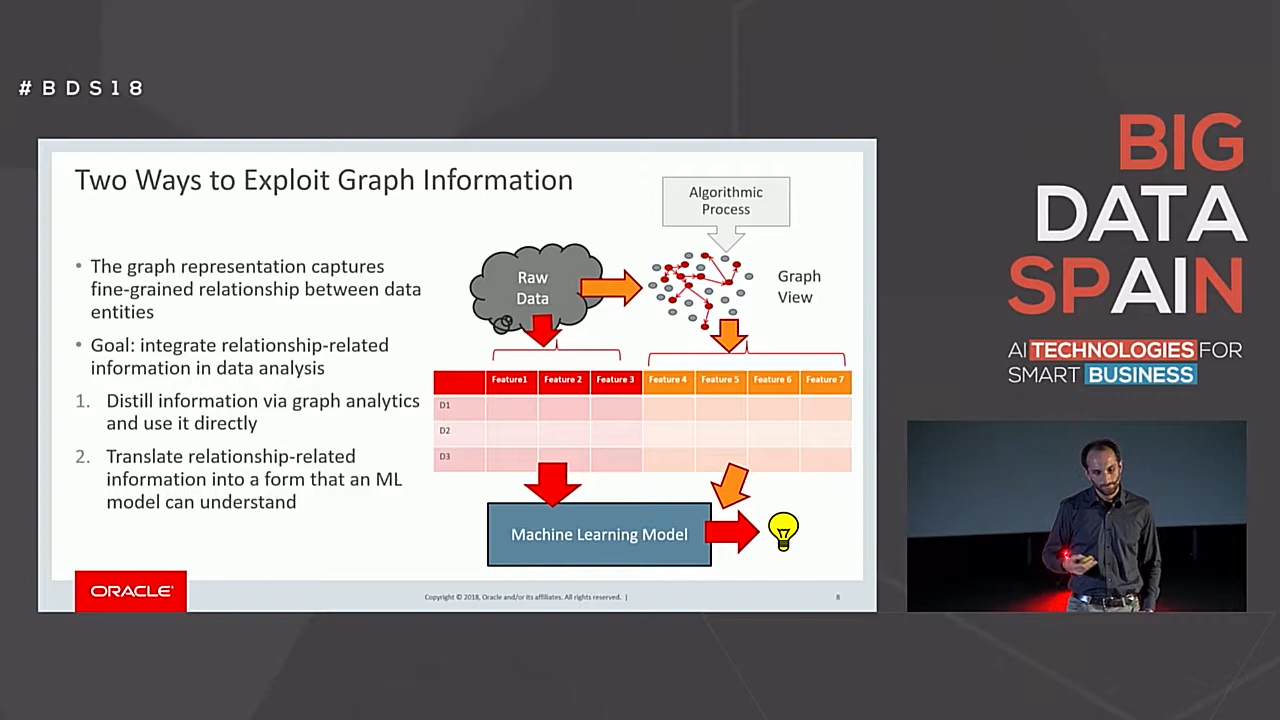 #BDS18
Two Ways to Exploit Graph Information
• The graph representation captures
fine-grained relationship between data
entities
• Goal: integrate relationship-related
information in data analysis
1. Distill information via graph analytics
and use it directly
2. Translate relationship-related
information into a form that an ML
model can understand
Algorithmic
Process
Raw
Data
Graph
View
Feature1 Feature 2 Feature 3 Feature 4 Feature 5 Feature 6 Feature 7
D1
D2
D3
Machine Learning Model
ORACLE®
Copyright © 2018, Oracle and/or its affiliates. All rights reserved. |
8
BIG
DATA
SPAIN
AI TECHNOLOGIES FOR
SMART BUSINESS